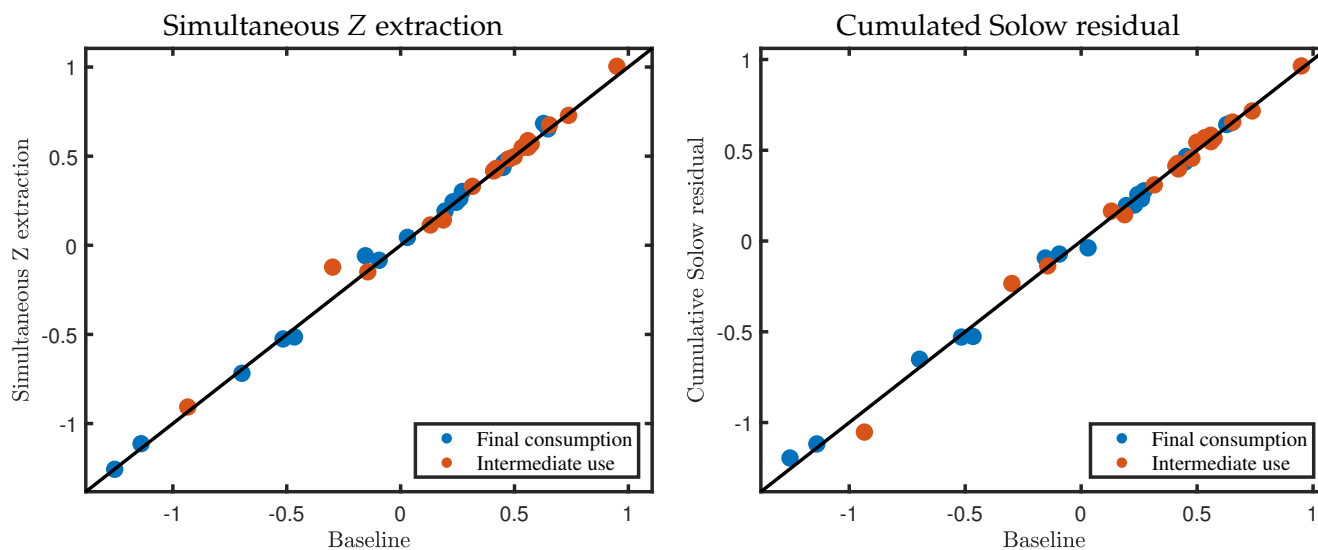 Simultaneous Z extraction
1
0.5
0
-0.5
-1
Simultaneous Z extraction
-1
-0.5
0
0.5
1
Baseline
Final consumption
Intermediate use
Cumulated Solow residual
1
0.5
0
-0.5
-1
Cumulative Solow residual
-1
-0.5
0
0.5
1
Baseline
Final consumption
Intermediate use